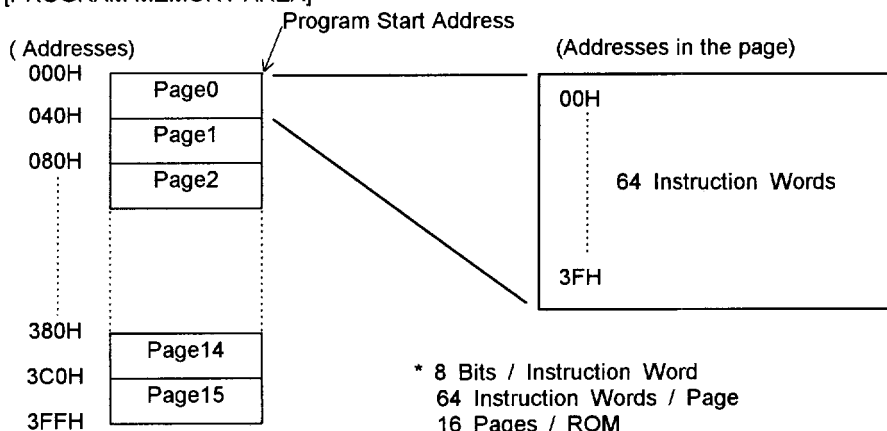 [PROGRAM MEMORY AREA]
Program Start Address
( Addresses)
(Addresses in the page)
000H
Page0
00H
040H
Page1
080H
Page2
64 Instruction Words
3FH
380H
Page14
3C0H
Page15
3FFH
* 8 Bits / Instruction Word
64 Instruction Words / Page
16 Pages / ROM